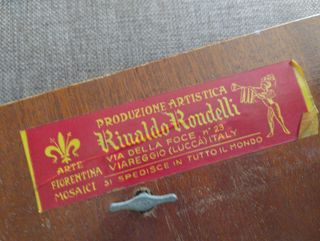 PRODUZIONE ARTISTICA
Rinaldo Rondelli
VIA DELLA FOCE n° 23
VIAREGGIO (LUCCA) ITALY
SI SPEDISCE IN TUTTO IL MONDO
ARTE
FIORENTINA
MOSAICI